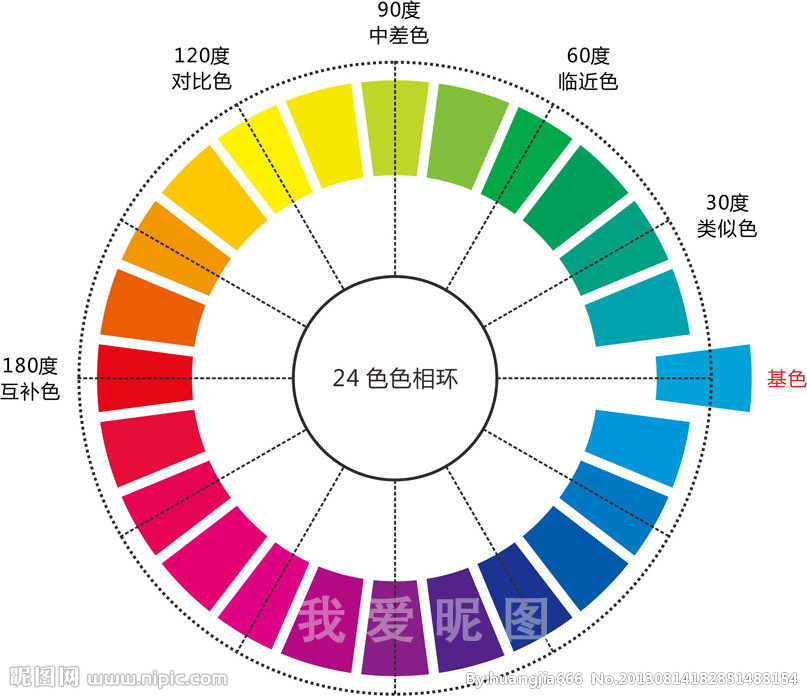 90度
中差色
120度
对比色
60度
临近色
30度
类似色
180度
互补色
24 色色相环
基色
我爱昵图
昵图网 www.nipic.com
By:huangjia666 No.20130814182851488154